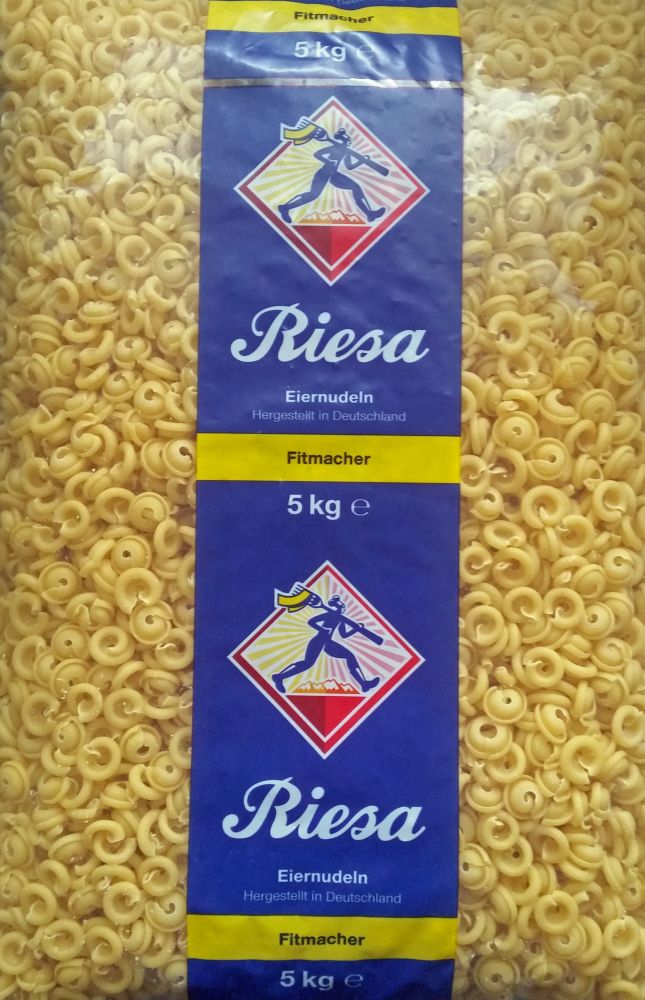 Fitmacher
5 kg ℮
Riesa
Eiernudeln
Hergestellt in Deutschland
Fitmacher
5 kg ℮
Riesa
Eiernudeln
Hergestellt in Deutschland
Fitmacher
5 kg ℮